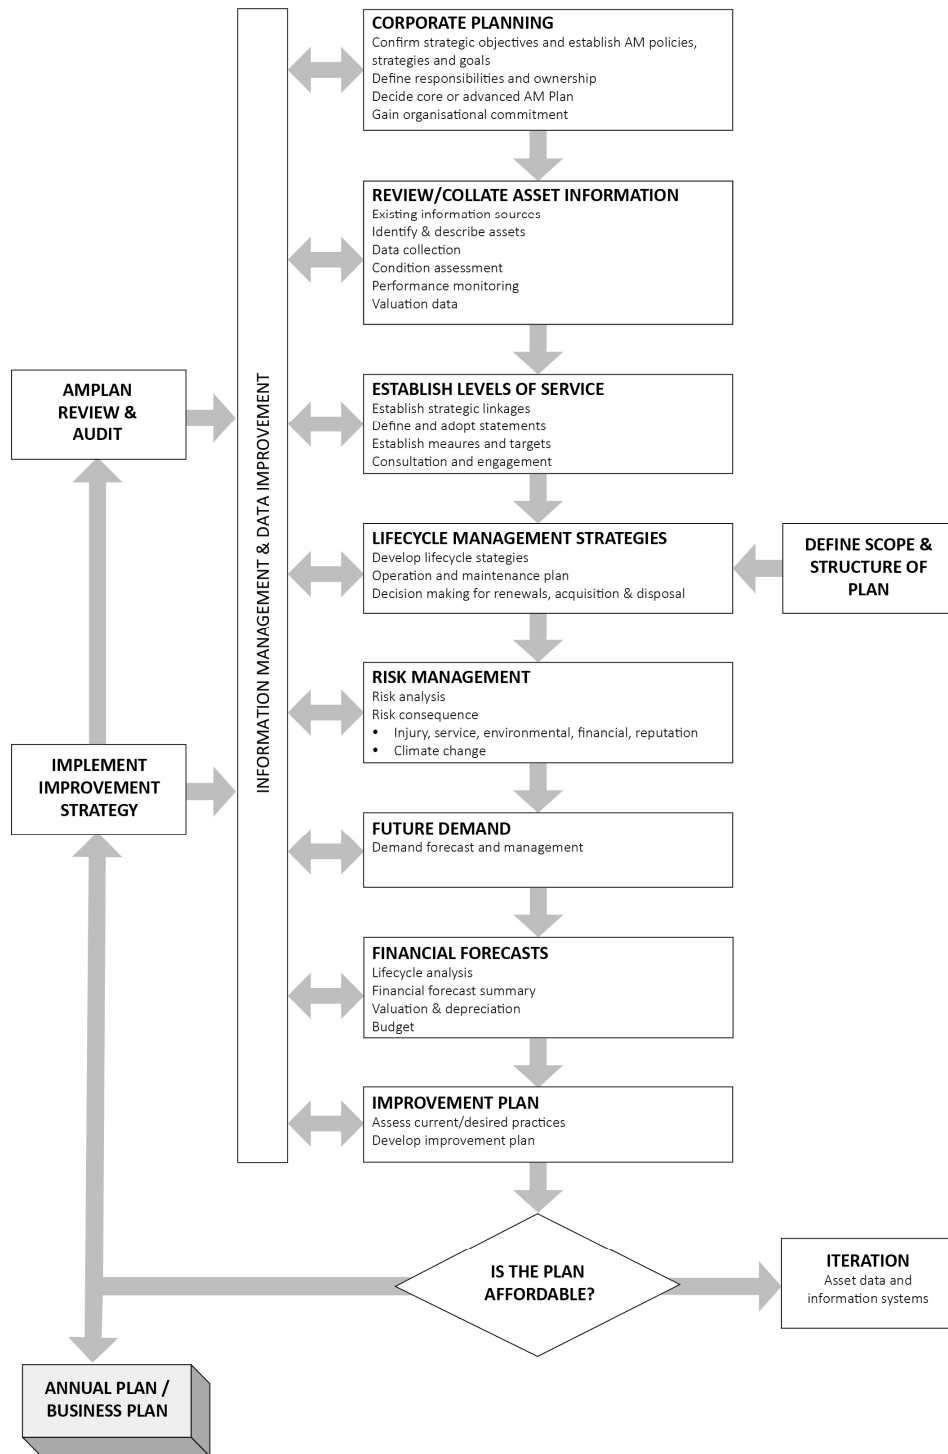 CORPORATE PLANNING
Confirm strategic objectives and establish AM policies,
strategies and goals
Define responsibilities and ownership
Decide core or advanced AM Plan
Gain organisational commitment
REVIEW/COLLATE ASSET INFORMATION
Existing information sources
Identify & describe assets
Data collection
Condition assessment
Performance monitoring
Valuation data
INFORMATION MANAGEMENT & DATA IMPROVEMENT
AMPLAN
REVIEW &
AUDIT
ESTABLISH LEVELS OF SERVICE
Establish strategic linkages
Define and adopt statements
Establish meaures and targets
Consultation and engagement
LIFECYCLE MANAGEMENT STRATEGIES
Develop lifecycle stategies
Operation and maintenance plan
Decision making for renewals, acquisition & disposal
DEFINE SCOPE &
STRUCTURE OF
PLAN
RISK MANAGEMENT
Risk analysis
Risk consequence
• Injury, service, environmental, financial, reputation
• Climate change
IMPLEMENT
IMPROVEMENT
STRATEGY
FUTURE DEMAND
Demand forecast and management
FINANCIAL FORECASTS
Lifecycle analysis
Financial forecast summary
Valuation & depreciation
Budget
IMPROVEMENT PLAN
Assess current/desired practices
Develop improvement plan
IS THE PLAN
AFFORDABLE?
ITERATION
Asset data and
information systems
ANNUAL PLAN /
BUSINESS PLAN